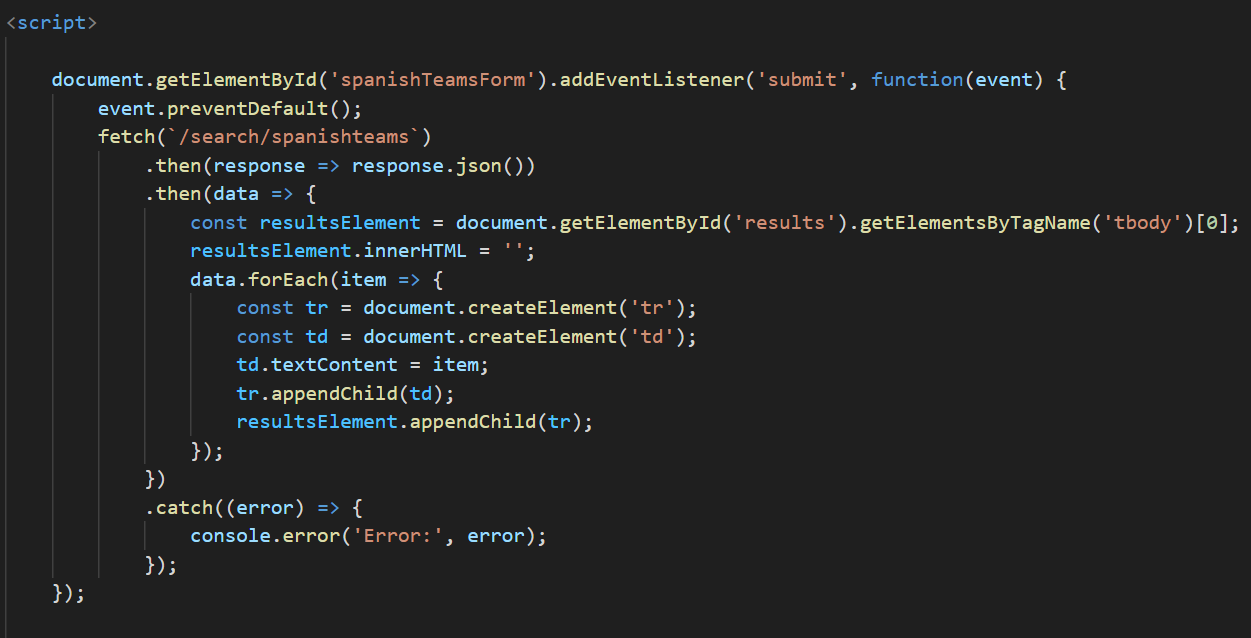 <script>
document.getElementById('spanishTeamsForm').addEventListener('submit', function(event) {
event.preventDefault();
fetch(`/search/spanishteams`)
.then(response => response.json())
.then(data => {
const resultsElement = document.getElementById('results').getElementsByTagName('tbody')[0];
resultsElement.innerHTML = '';
data.forEach(item => {
const tr = document.createElement('tr');
const td = document.createElement('td');
td.textContent = item;
tr.appendChild(td);
resultsElement.appendChild(tr);
});
})
.catch((error) => {
console.error('Error:', error);
});
});